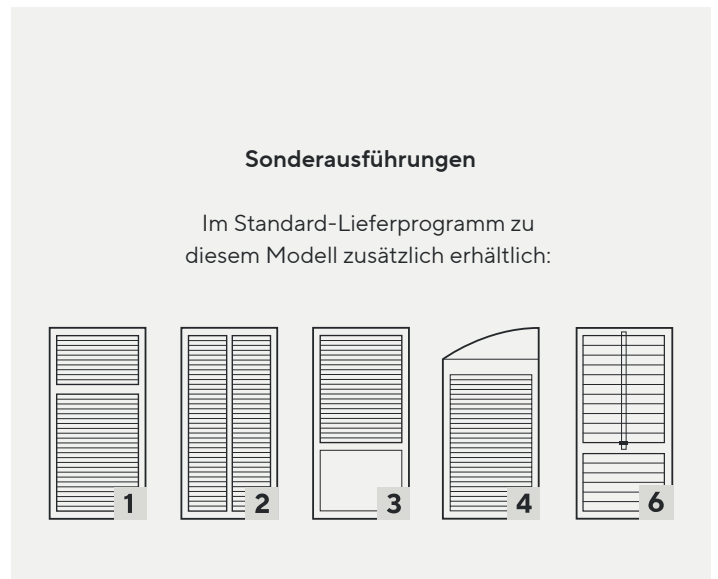 Sonderausführungen
Im Standard-Lieferprogramm zu
diesem Modell zusätzlich erhältlich:
1 2 3 4 6